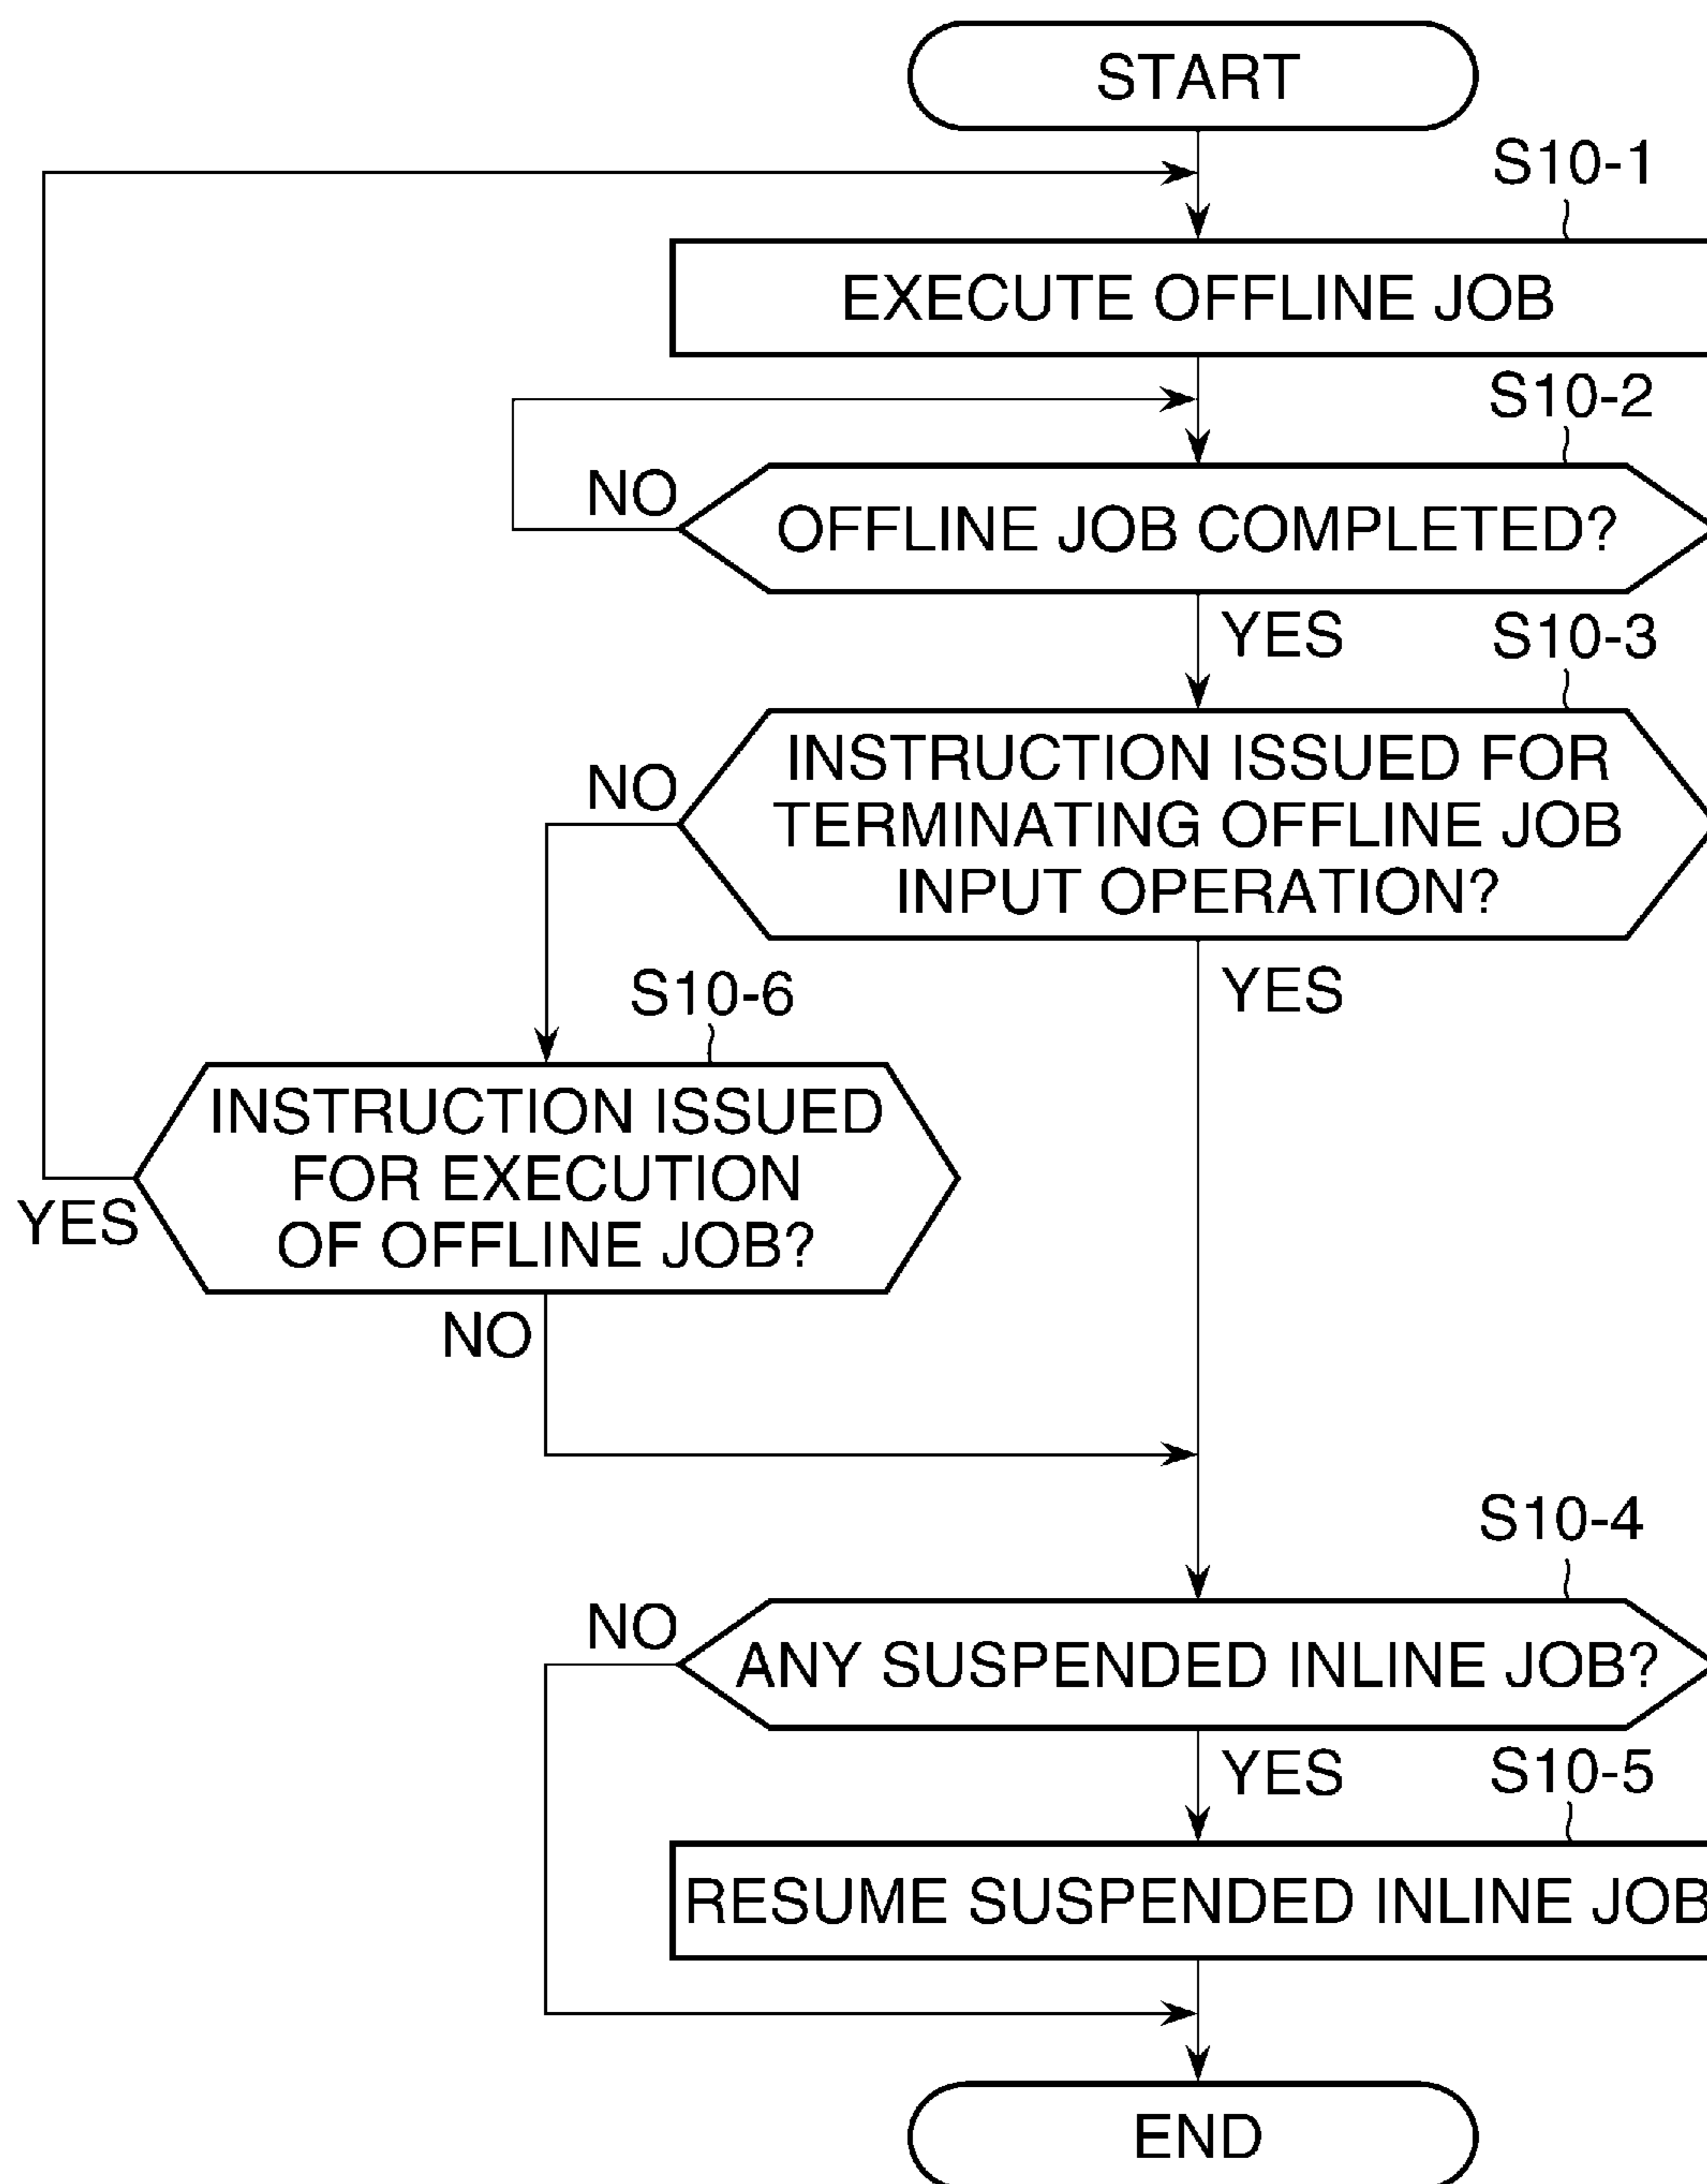 START
S10-1
EXECUTE OFFLINE JOB
S10-2
NO
OFFLINE JOB COMPLETED?
YES
S10-3
NO
INSTRUCTION ISSUED FOR
TERMINATING OFFLINE JOB
INPUT OPERATION?
YES
S10-6
INSTRUCTION ISSUED
FOR EXECUTION
OF OFFLINE JOB?
YES
NO
S10-4
NO
ANY SUSPENDED INLINE JOB?
YES
S10-5
RESUME SUSPENDED INLINE JOB
END